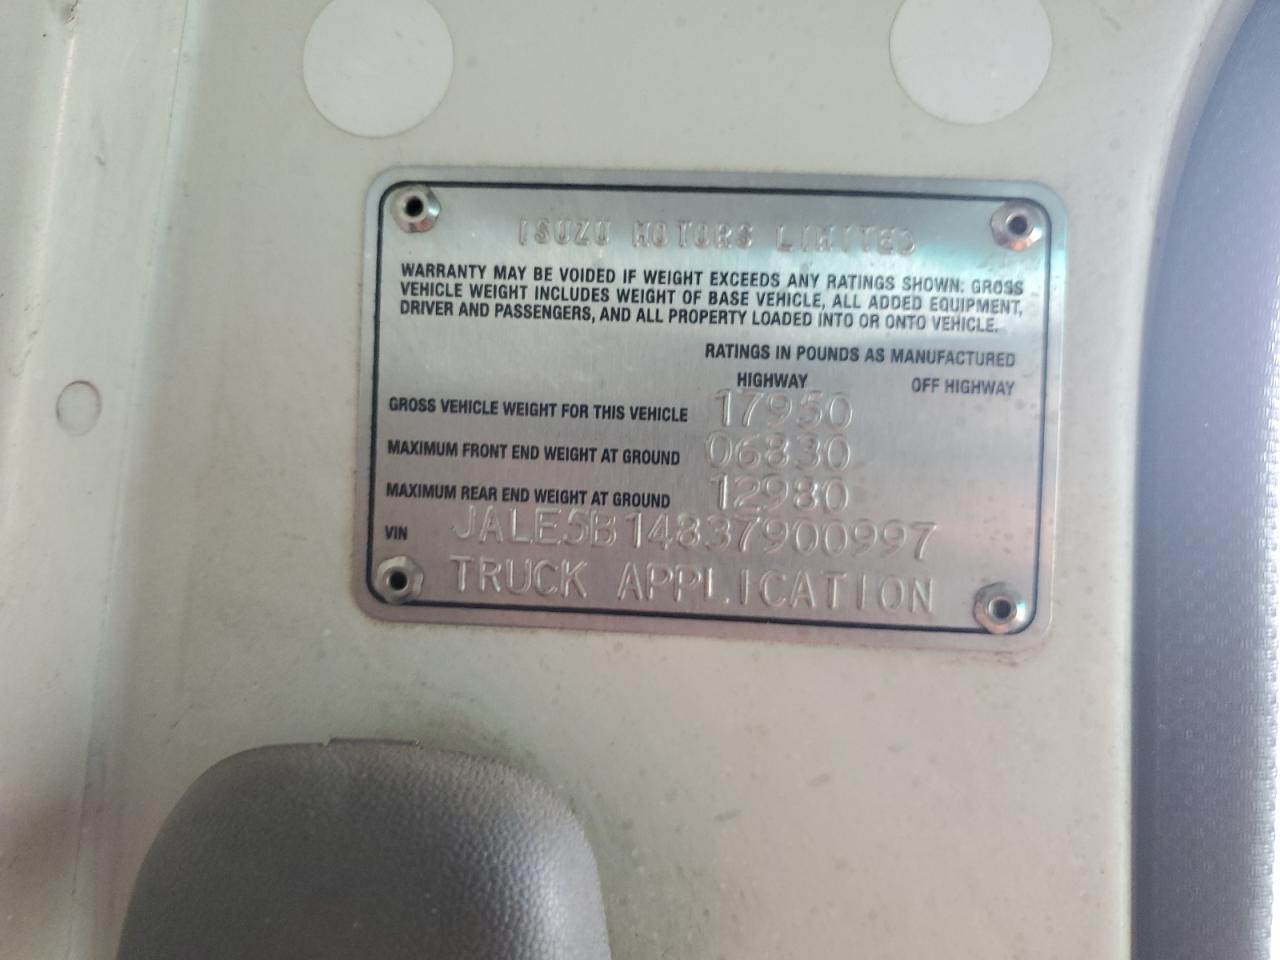 ISUZU MOTORS LIMITED
WARRANTY MAY BE VOIDED IF WEIGHT EXCEEDS ANY RATINGS SHOWN: GROSS
VEHICLE WEIGHT INCLUDES WEIGHT OF BASE VEHICLE, ALL ADDED EQUIPMENT,
DRIVER AND PASSENGERS, AND ALL PROPERTY LOADED INTO OR ONTO VEHICLE.
RATINGS IN POUNDS AS MANUFACTURED
HIGHWAY OFF HIGHWAY
GROSS VEHICLE WEIGHT FOR THIS VEHICLE 17950
MAXIMUM FRONT END WEIGHT AT GROUND 06830
MAXIMUM REAR END WEIGHT AT GROUND 12980
VIN JALE5B14837900997
TRUCK APPLICATION